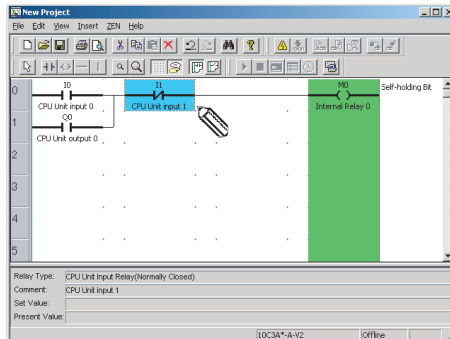 New Project
File Edit View Insert ZEN Help
0 I0 I1 M0 Self-holding Bit
CPU Unit input 0 CPU Unit input 1 Internal Relay 0
1 Q0
CPU Unit output 0
2
3
4
5
Relay Type: CPU Unit Input Relay(Normally Closed)
Comment: CPU Unit input 1
Set Value:
Present Value:
10C3A*-A-V2 Offline